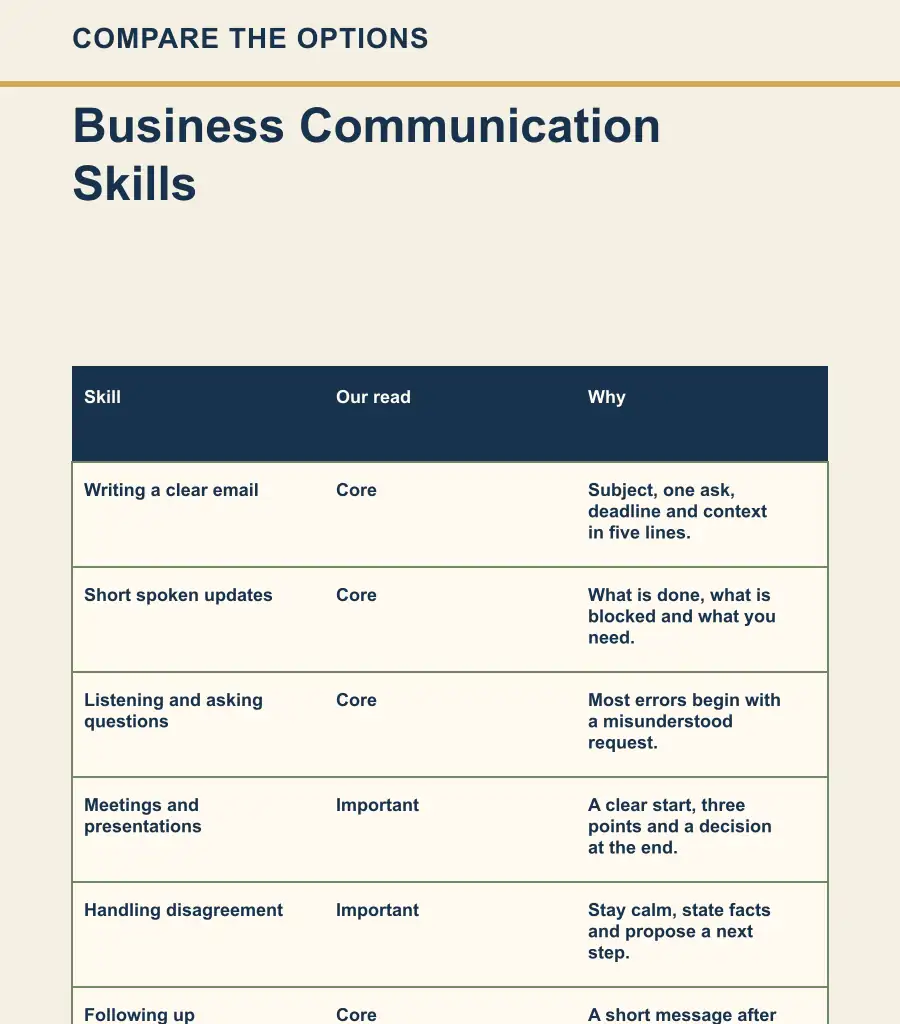 COMPARE THE OPTIONS
Business Communication
Skills
Skill Our read Why
Writing a clear email Core Subject, one ask,
deadline and context
in five lines.
Short spoken updates Core What is done, what is
blocked and what you
need.
Listening and asking Core Most errors begin with
questions a misunderstood
request.
Meetings and Important A clear start, three
presentations points and a decision
at the end.
Handling disagreement Important Stay calm, state facts
and propose a next
step.
Following up Core A short message after